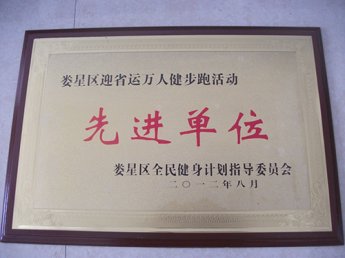 娄星区迎省运万人健步跑活动
先进单位
娄星区全民健身计划指导委员会
二〇一二年八月